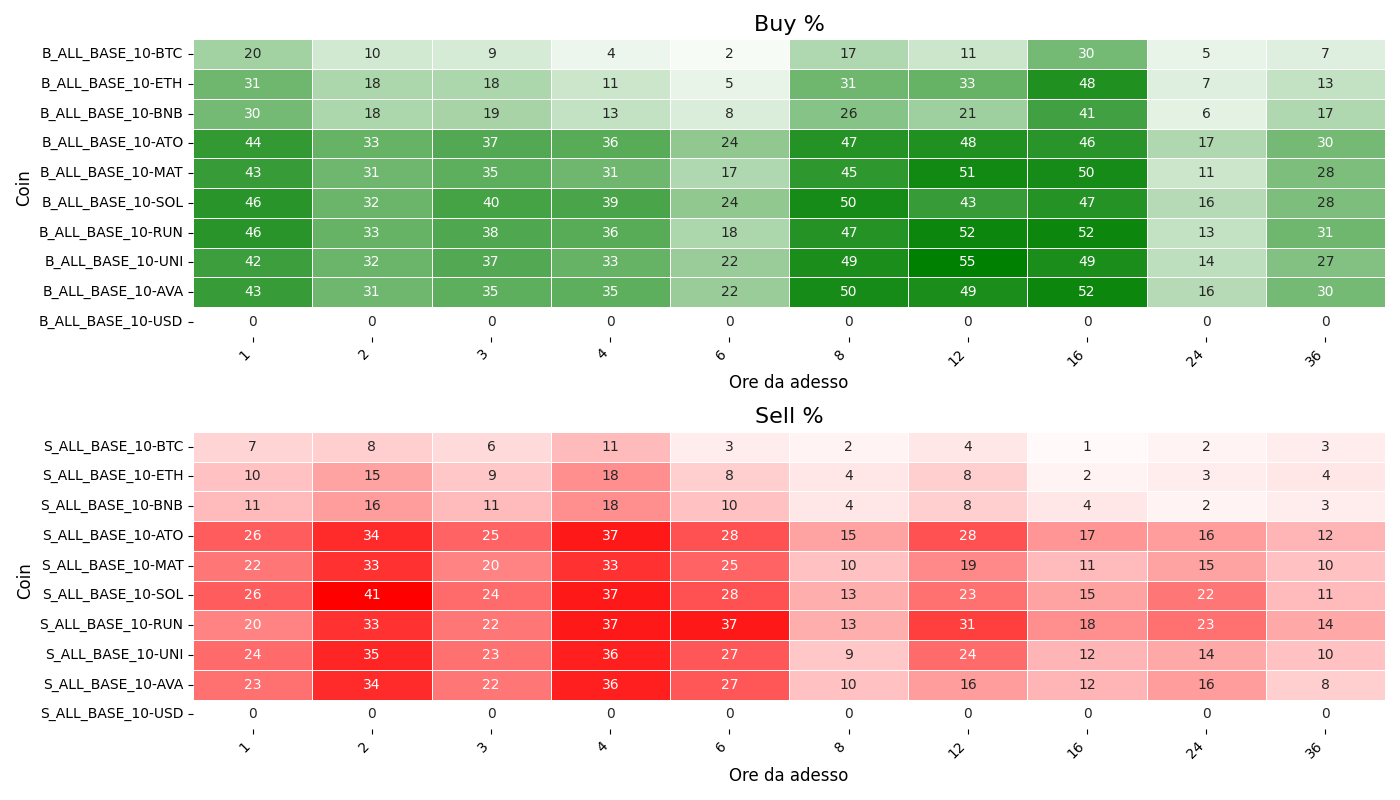 Buy %
Coin
B_ALL_BASE_10-BTC 20 10 9 4 2 17 11 30 5 7
B_ALL_BASE_10-ETH 31 18 18 11 5 31 33 48 7 13
B_ALL_BASE_10-BNB 30 18 19 13 8 26 21 41 6 17
B_ALL_BASE_10-ATO 44 33 37 36 24 47 48 46 17 30
B_ALL_BASE_10-MAT 43 31 35 31 17 45 51 50 11 28
B_ALL_BASE_10-SOL 46 32 40 39 24 50 43 47 16 28
B_ALL_BASE_10-RUN 46 33 38 36 18 47 52 52 13 31
B_ALL_BASE_10-UNI 42 32 37 33 22 49 55 49 14 27
B_ALL_BASE_10-AVA 43 31 35 35 22 50 49 52 16 30
B_ALL_BASE_10-USD 0 0 0 0 0 0 0 0 0 0
1 2 3 4 6 8 12 16 24 36
Ore da adesso
Sell %
Coin
S_ALL_BASE_10-BTC 7 8 6 11 3 2 4 1 2 3
S_ALL_BASE_10-ETH 10 15 9 18 8 4 8 2 3 4
S_ALL_BASE_10-BNB 11 16 11 18 10 4 8 4 2 3
S_ALL_BASE_10-ATO 26 34 25 37 28 15 28 17 16 12
S_ALL_BASE_10-MAT 22 33 20 33 25 10 19 11 15 10
S_ALL_BASE_10-SOL 26 41 24 37 28 13 23 15 22 11
S_ALL_BASE_10-RUN 20 33 22 37 37 13 31 18 23 14
S_ALL_BASE_10-UNI 24 35 23 36 27 9 24 12 14 10
S_ALL_BASE_10-AVA 23 34 22 36 27 10 16 12 16 8
S_ALL_BASE_10-USD 0 0 0 0 0 0 0 0 0 0
1 2 3 4 6 8 12 16 24 36
Ore da adesso